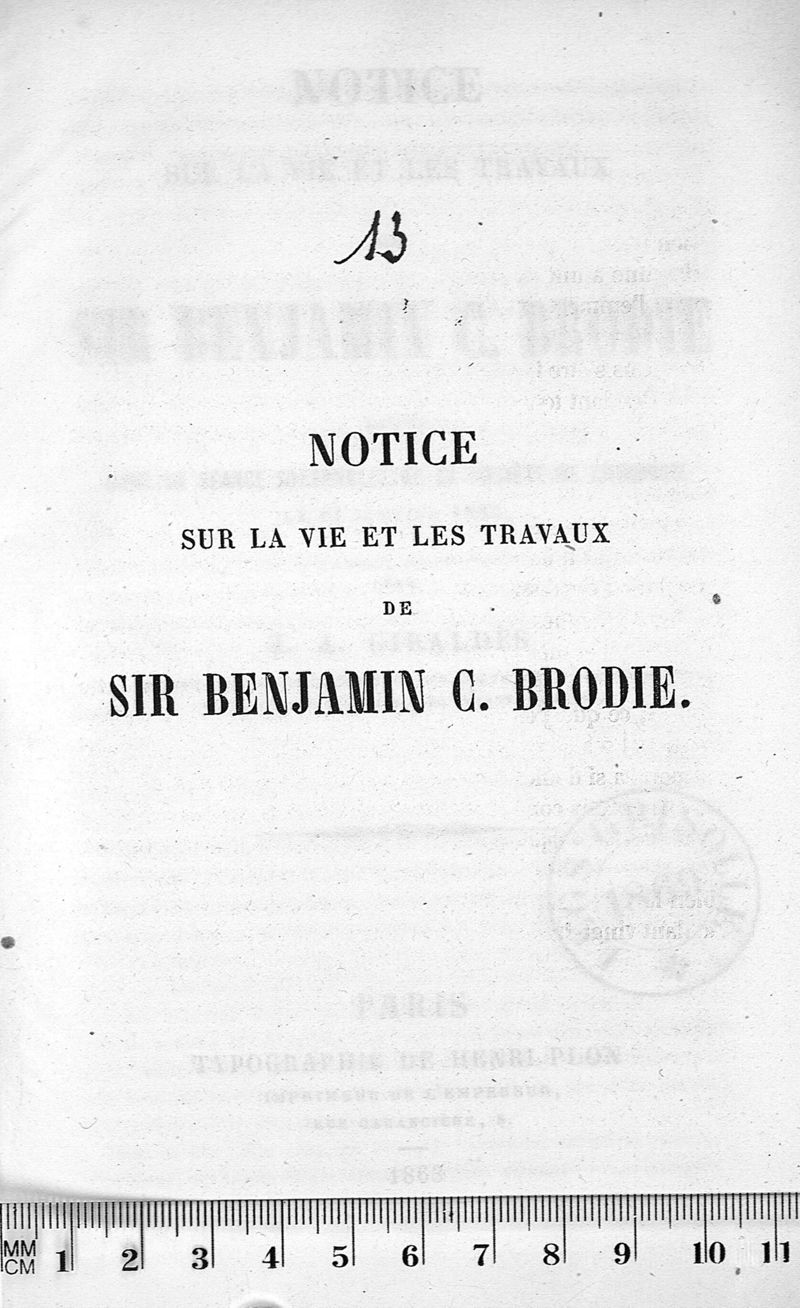 13
NOTICE
SUR LA VIE ET LES TRAVAUX
DE
SIR BENJAMIN C. BRODIE.
MM
CM 1 2 3 4 5 6 7 8 9 10 11